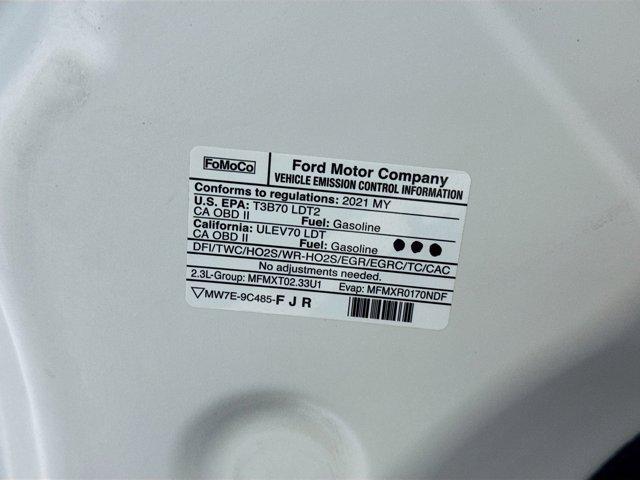 FoMoCo
Ford Motor Company
VEHICLE EMISSION CONTROL INFORMATION
Conforms to regulations: 2021 MY
U.S. EPA: T3B70 LDT2
CA OBD II Fuel: Gasoline
California: ULEV70 LDT
CA OBD II Fuel: Gasoline
DFI/TWC/HO2S/WR-HO2S/EGR/EGRC/TC/CAC
No adjustments needed.
2.3L-Group: MFMXT02.33U1 Evap: MFMXR0170NDF
MW7E-9C485-F J R